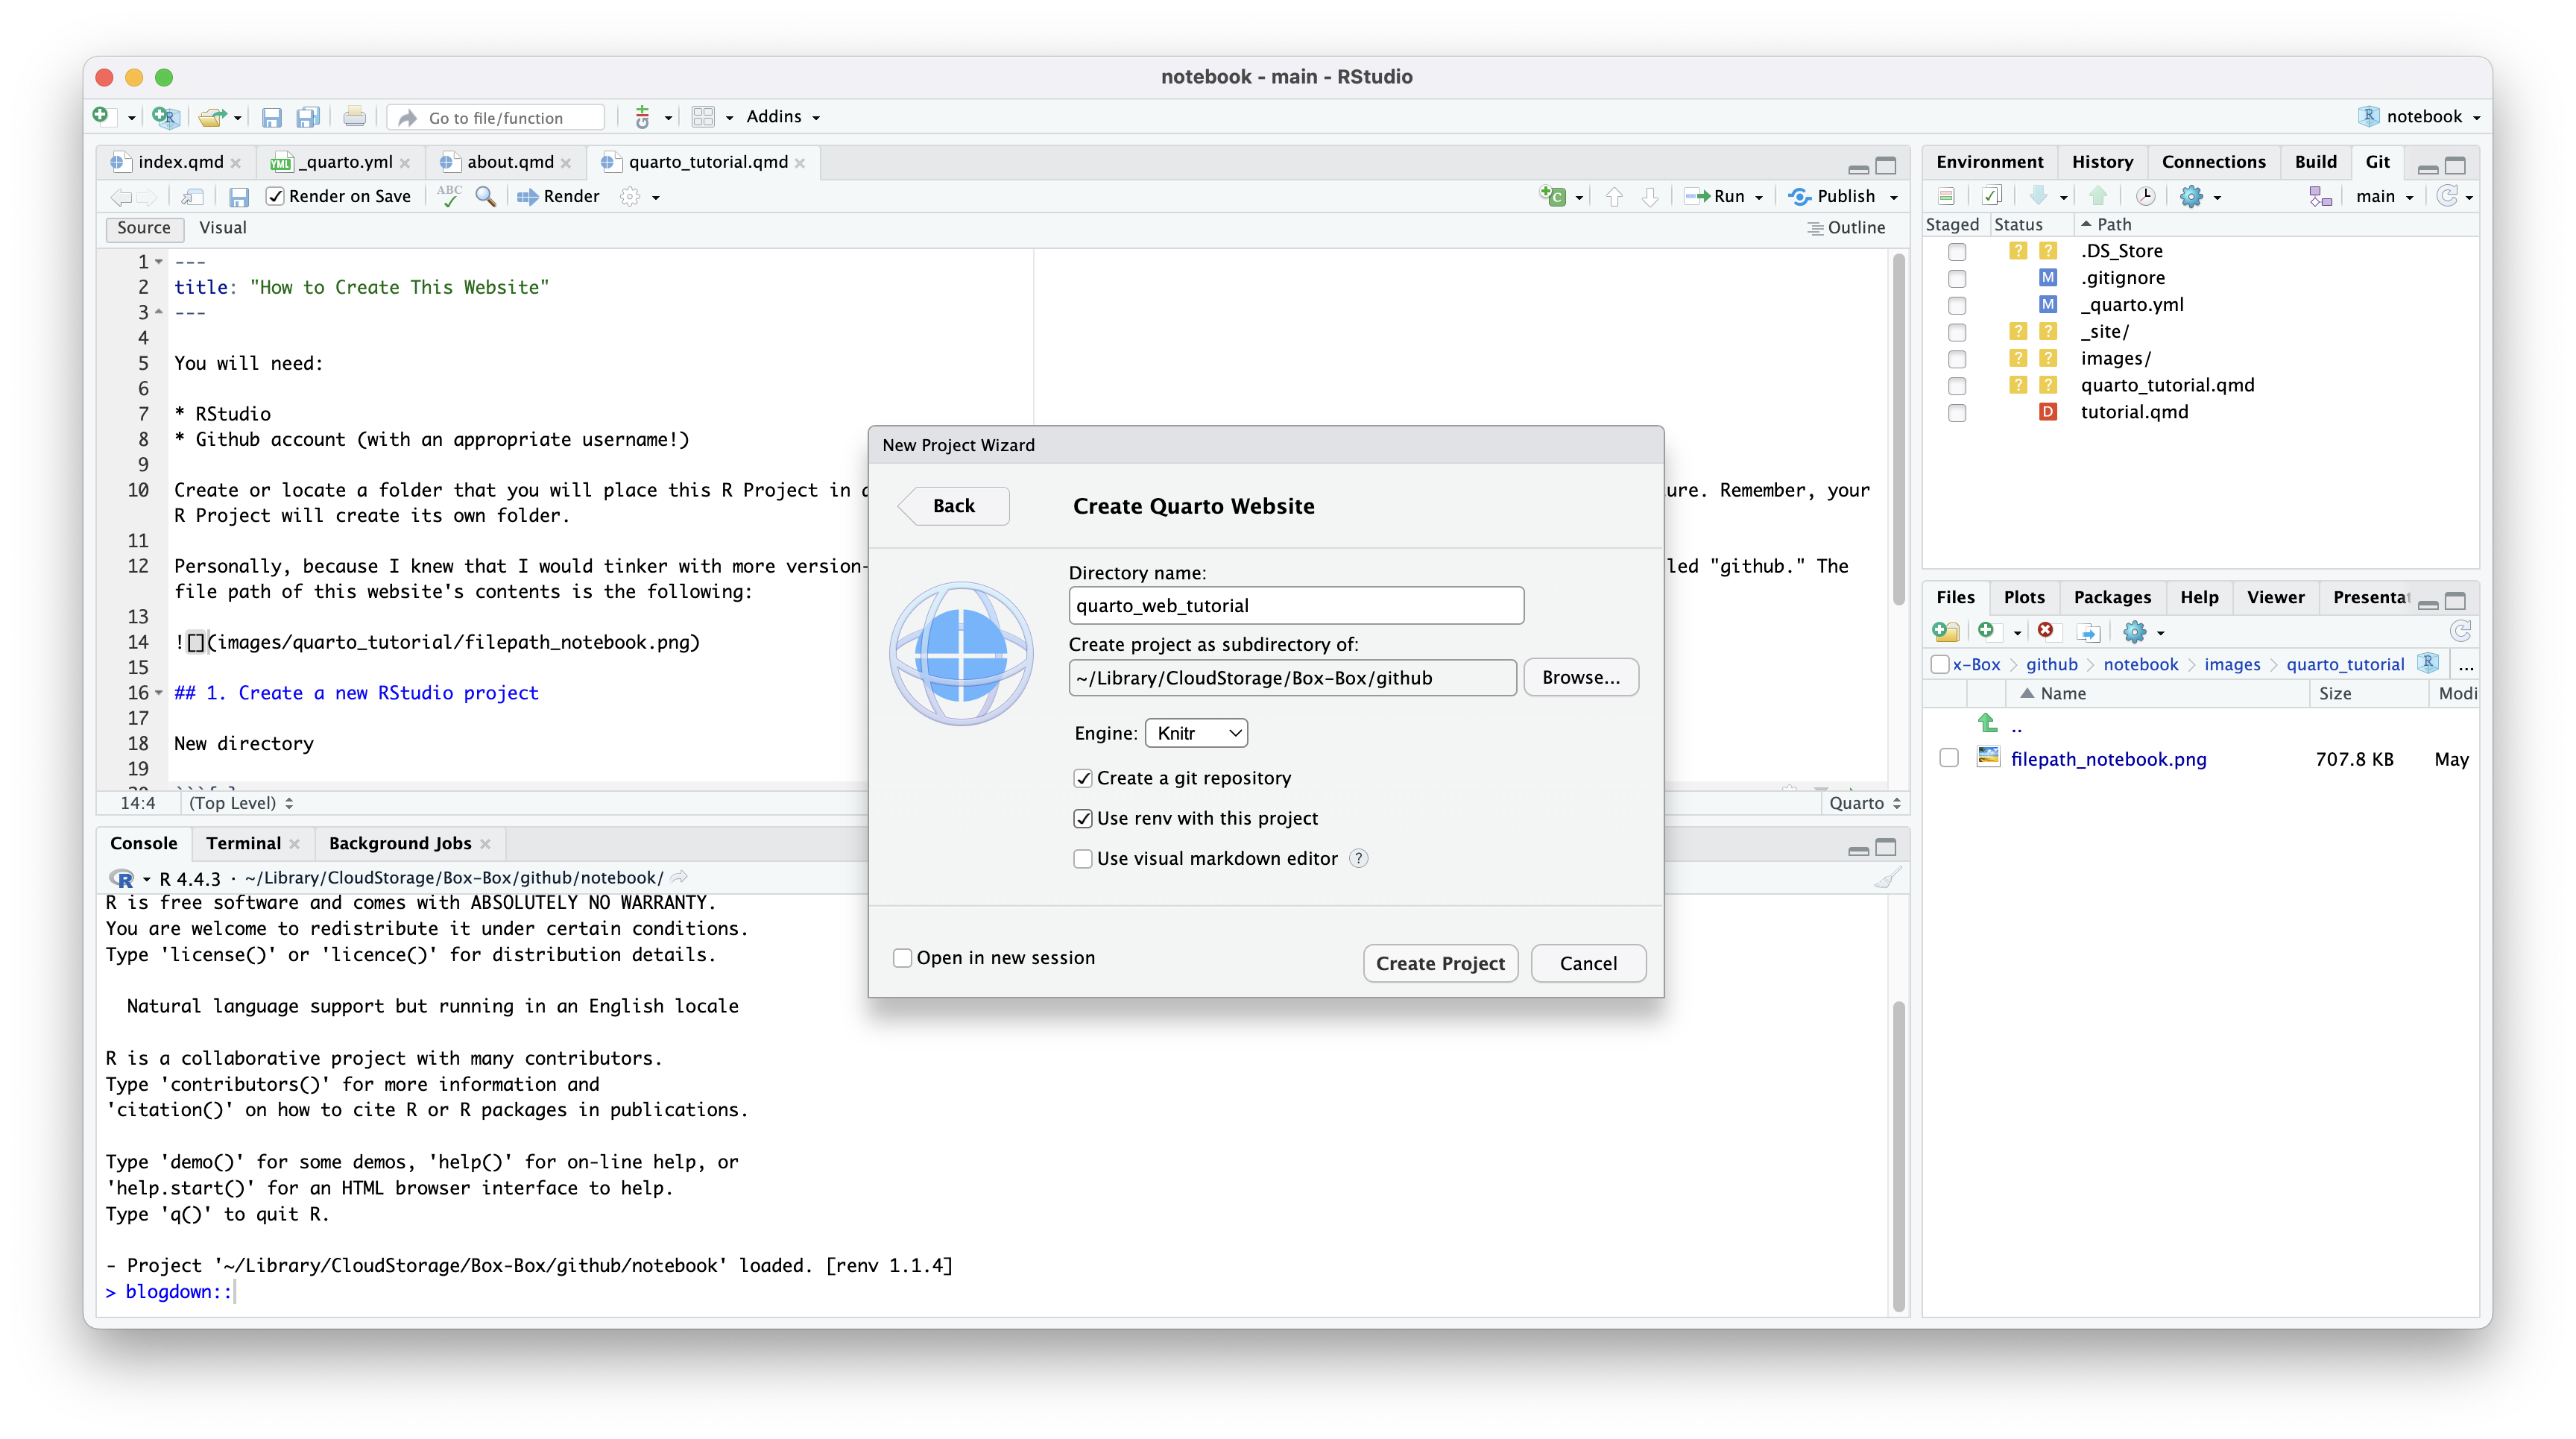 notebook - main - RStudio
Go to file/function
Addins
notebook
index.qmd
_quarto.yml
about.qmd
quarto_tutorial.qmd
Render on Save
ABC
Render
Run
Publish
Source
Visual
Outline
1 ---
2 title: "How to Create This Website"
3 ---
4
5 You will need:
6
7 * RStudio
8 * Github account (with an appropriate username!)
9
10 Create or locate a folder that you will place this R Project in
ure. Remember, your
R Project will create its own folder.
11
12 Personally, because I knew that I would tinker with more version-
led "github." The
file path of this website's contents is the following:
13
14 ![](images/quarto_tutorial/filepath_notebook.png)
15
16 ## 1. Create a new RStudio project
17
18 New directory
19
14:4
(Top Level)
Quarto
Console
Terminal
Background Jobs
R 4.4.3 · ~/Library/CloudStorage/Box-Box/github/notebook/
R is free software and comes with ABSOLUTELY NO WARRANTY.
You are welcome to redistribute it under certain conditions.
Type 'license()' or 'licence()' for distribution details.
Natural language support but running in an English locale
R is a collaborative project with many contributors.
Type 'contributors()' for more information and
'citation()' on how to cite R or R packages in publications.
Type 'demo()' for some demos, 'help()' for on-line help, or
'help.start()' for an HTML browser interface to help.
Type 'q()' to quit R.
- Project '~/Library/CloudStorage/Box-Box/github/notebook' loaded. [renv 1.1.4]
> blogdown::
New Project Wizard
Back
Create Quarto Website
Directory name:
quarto_web_tutorial
Create project as subdirectory of:
~/Library/CloudStorage/Box-Box/github
Browse...
Engine: Knitr
Create a git repository
Use renv with this project
Use visual markdown editor ?
Open in new session
Create Project
Cancel
Environment
History
Connections
Build
Git
main
Staged
Status
Path
? ? .DS_Store
M .gitignore
M _quarto.yml
? ? _site/
? ? images/
? ? quarto_tutorial.qmd
D tutorial.qmd
Files
Plots
Packages
Help
Viewer
Presentat
x-Box > github > notebook > images > quarto_tutorial
...
Name
Size
Modi
..
filepath_notebook.png
707.8 KB
May